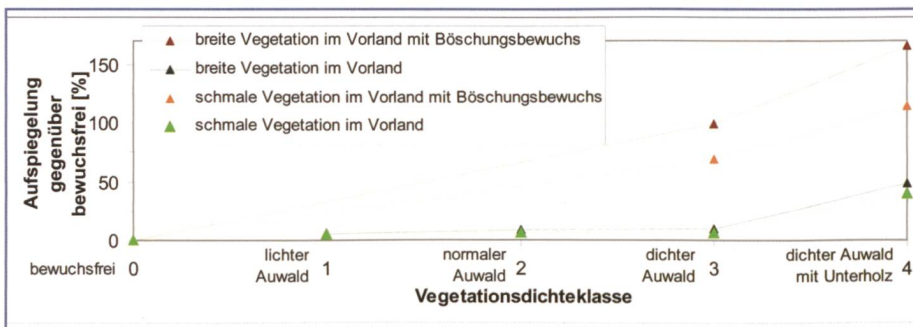 breite Vegetation im Vorland mit Böschungsbewuchs
breite Vegetation im Vorland
schmale Vegetation im Vorland mit Böschungsbewuchs
schmale Vegetation im Vorland
Aufspiegelung
gegenüber
bewuchsfrei [%]
150
100
50
0
bewuchsfrei 0
lichter
Auwald 1
normaler
Auwald 2
dichter
Auwald 3
dichter Auwald
mit Unterholz 4
Vegetationsdichteklasse